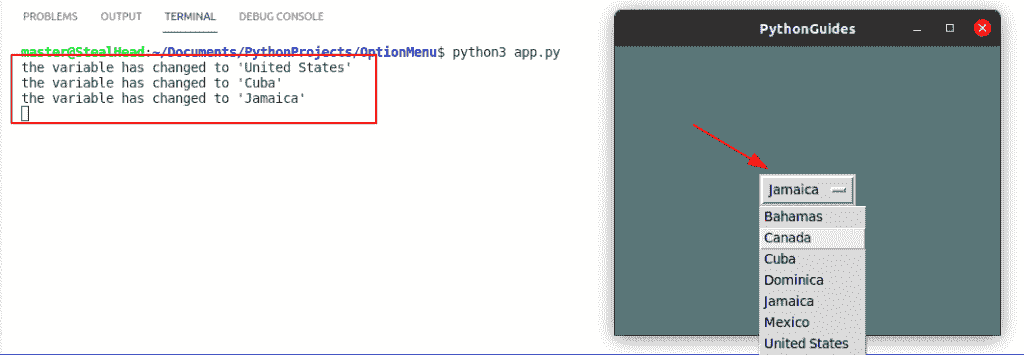 PROBLEMS OUTPUT TERMINAL DEBUG CONSOLE
master@StealHead:~/Documents/PythonProjects/OptionMenu$ python3 app.py
the variable has changed to 'United States'
the variable has changed to 'Cuba'
the variable has changed to 'Jamaica'
PythonGuides
Jamaica
Bahamas
Canada
Cuba
Dominica
Jamaica
Mexico
United States